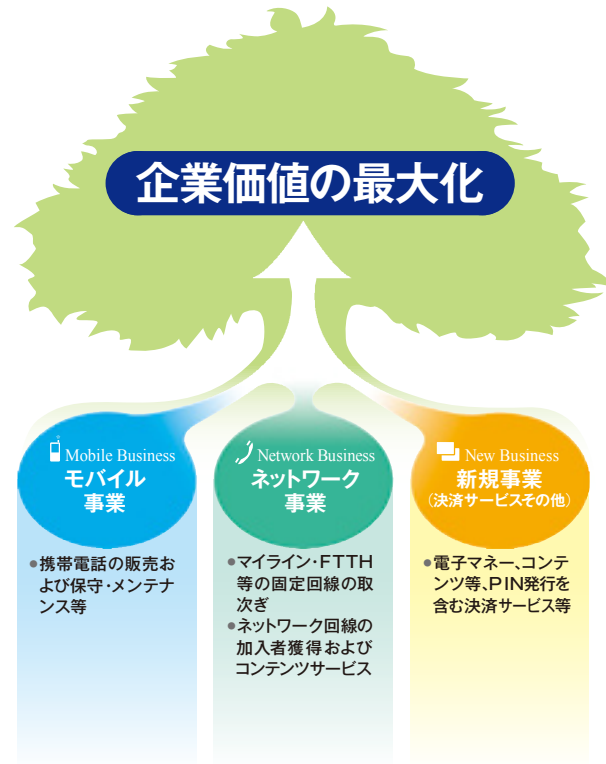 企業価値の最大化
Mobile Business
モバイル
事業
●携帯電話の販売お
よび保守・メンテナ
ンス等
Network Business
ネットワーク
事業
●マイライン・FTTH
等の固定回線の取
次ぎ
●ネットワーク回線の
加入者獲得および
コンテンツサービス
New Business
新規事業
（決済サービスその他）
●電子マネー、コンテ
ンツ等、PIN発行を
含む決済サービス等